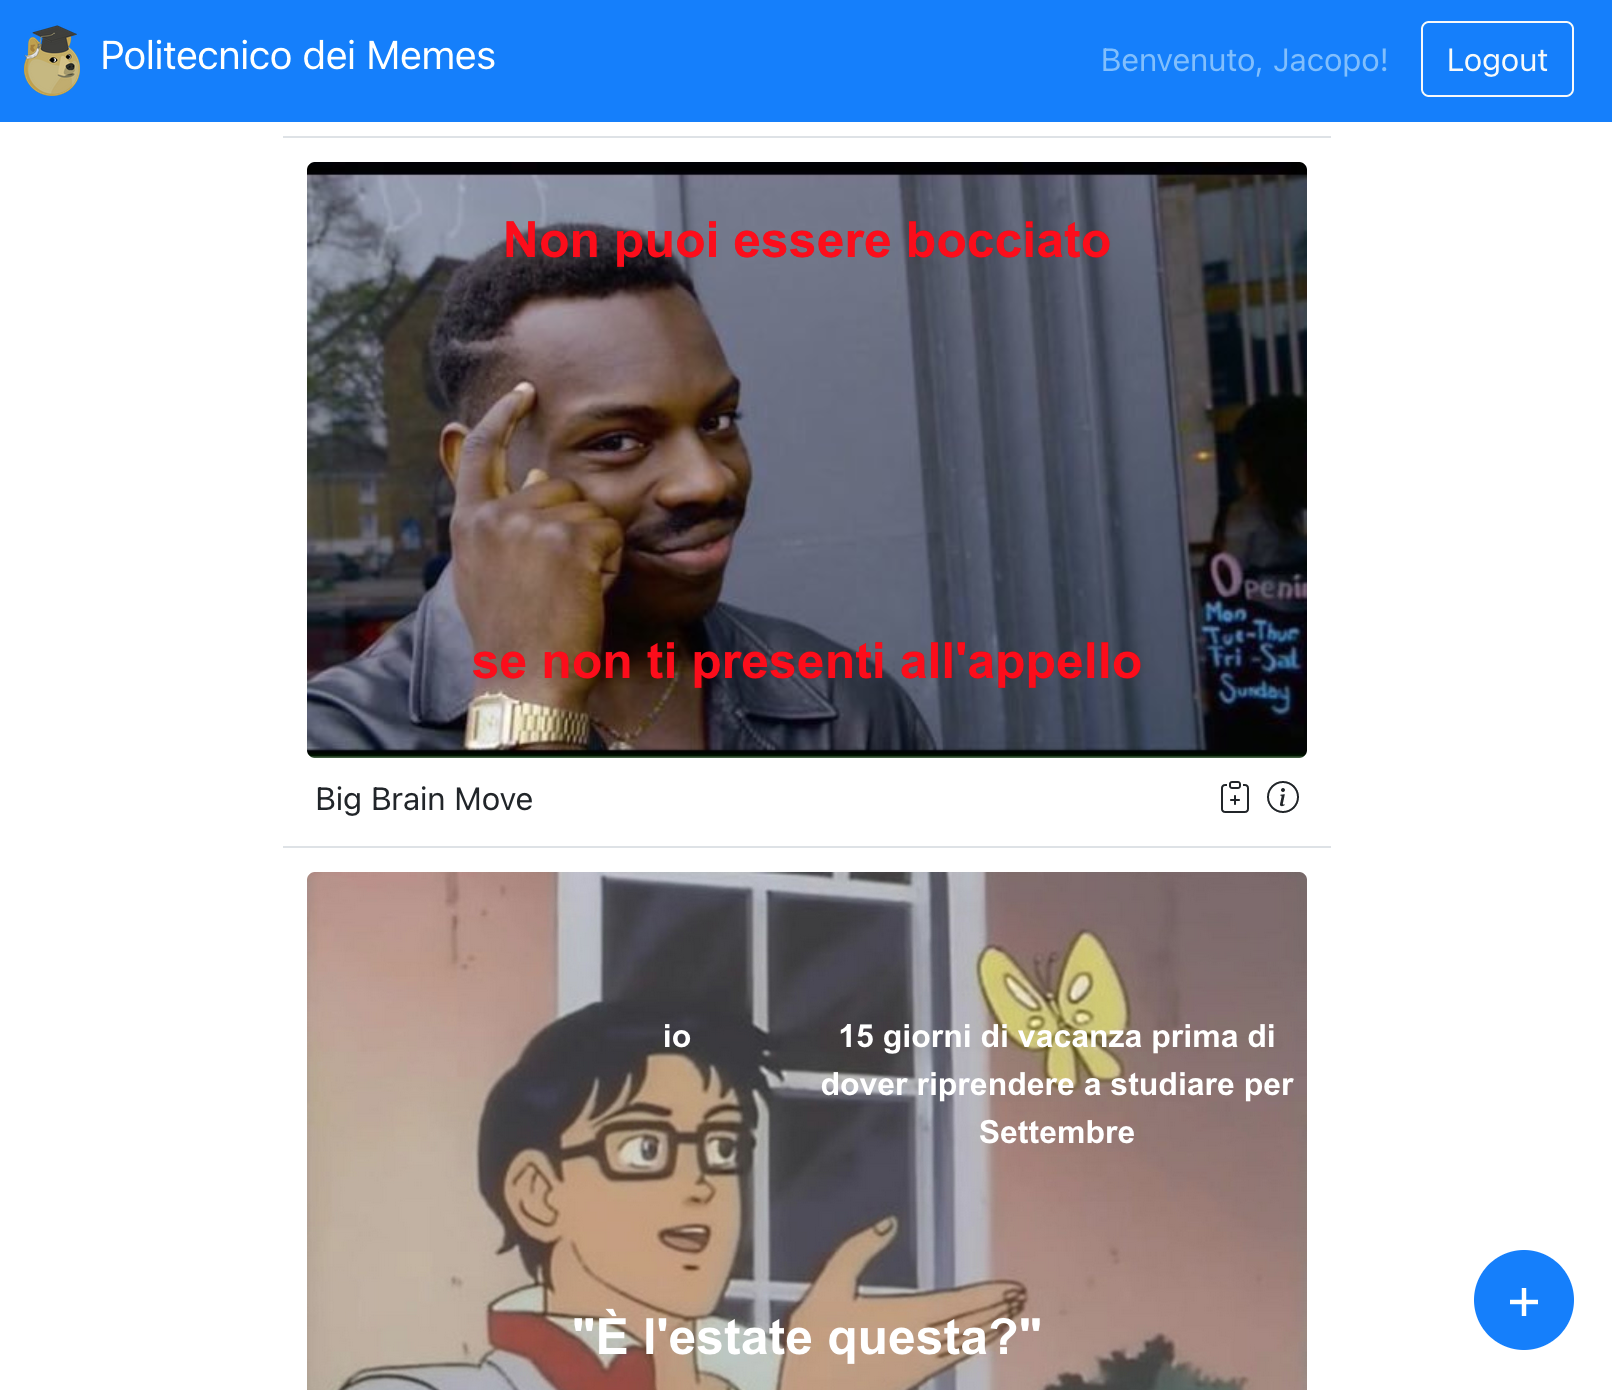 Politecnico dei Memes
Benvenuto, Jacopo!
Logout
Non puoi essere bocciato
se non ti presenti all'appello
Openin
Mon
Tue-Thur
Fri -Sat
Sunday
Big Brain Move
io
15 giorni di vacanza prima di
dover riprendere a studiare per
Settembre
"È l'estate questa?"